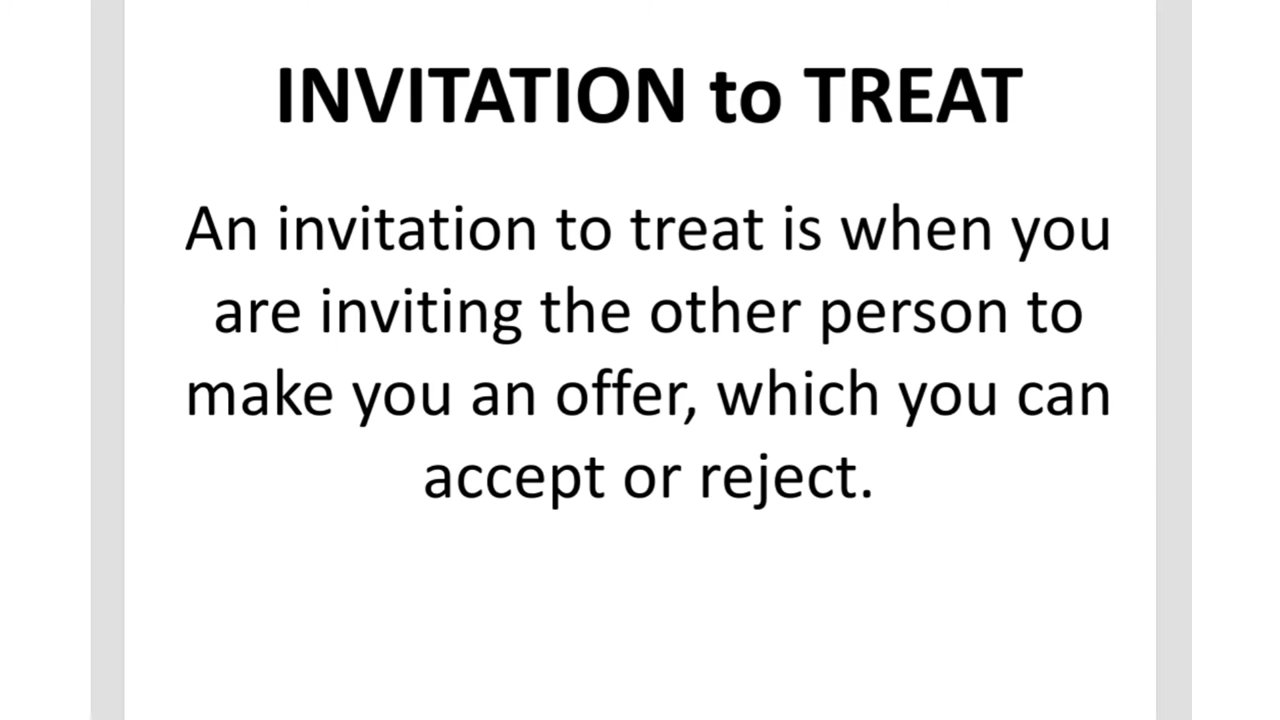 INVITATION to TREAT
An invitation to treat is when you
are inviting the other person to
make you an offer, which you can
accept or reject.